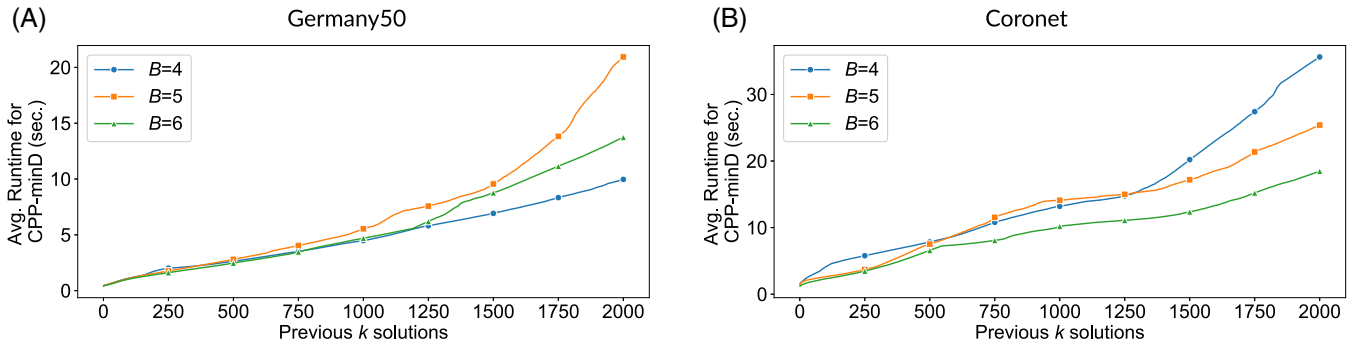 (A)
Germany50
Avg. Runtime for
CPP-minD (sec.)
20
15
10
5
0
B=4
B=5
B=6
0 250 500 750 1000 1250 1500 1750 2000
Previous k solutions
(B)
Coronet
Avg. Runtime for
CPP-minD (sec.)
30
20
10
0
B=4
B=5
B=6
0 250 500 750 1000 1250 1500 1750 2000
Previous k solutions